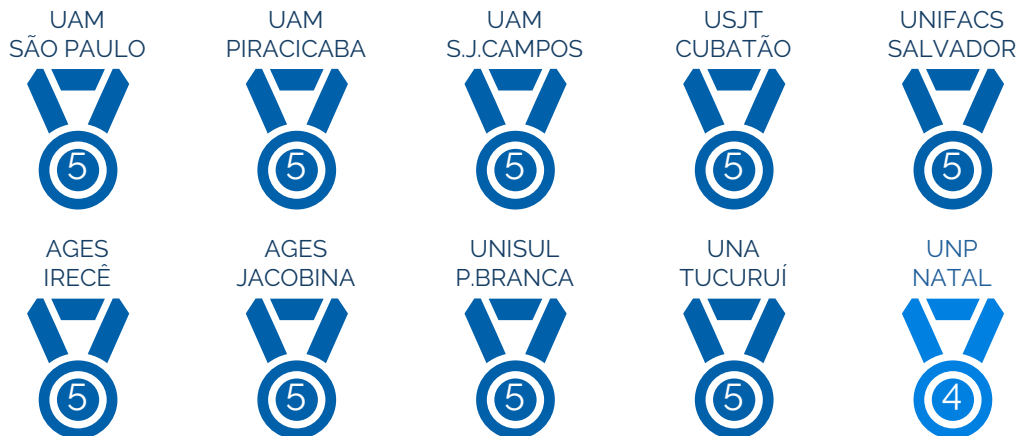 UAM
SÃO PAULO
UAM
PIRACICABA
UAM
S.J.CAMPOS
USJT
CUBATÃO
UNIFACS
SALVADOR
5
5
5
5
5
AGES
IRECÊ
AGES
JACOBINA
UNISUL
P.BRANCA
UNA
TUCURUÍ
UNP
NATAL
5
5
5
5
4